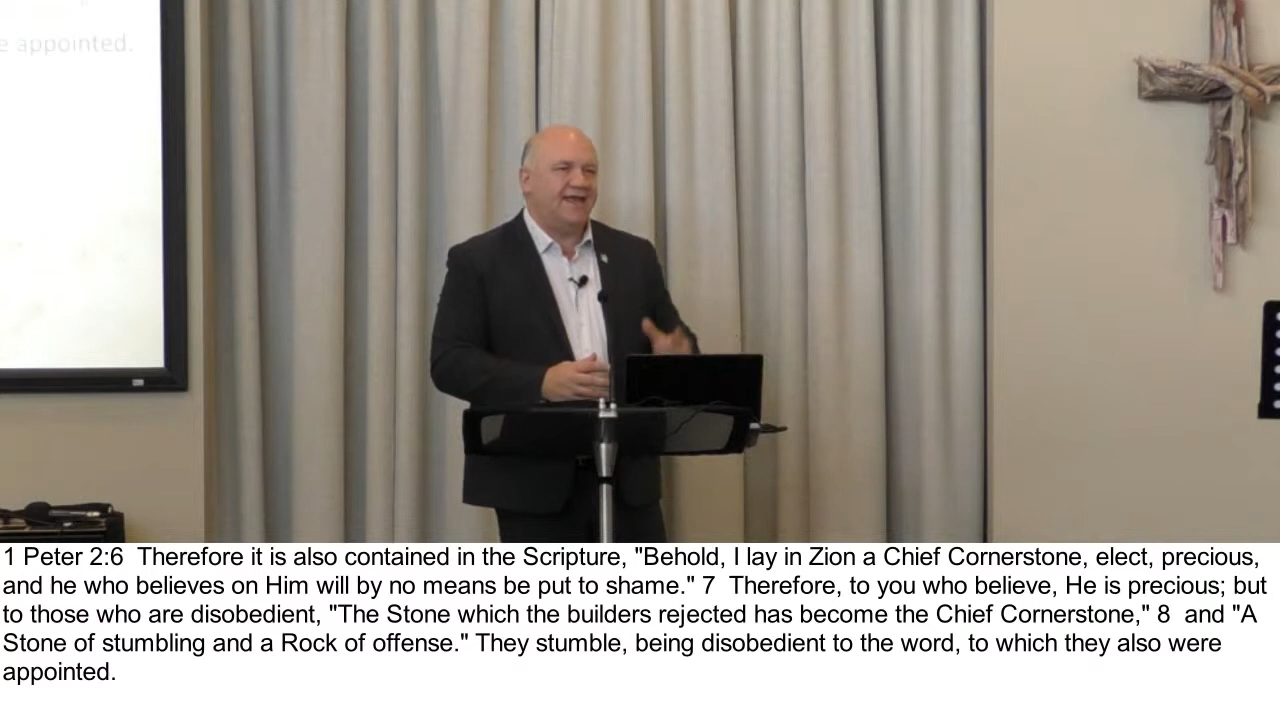 e appointed.
1 Peter 2:6  Therefore it is also contained in the Scripture, "Behold, I lay in Zion a Chief Cornerstone, elect, precious,
and he who believes on Him will by no means be put to shame." 7  Therefore, to you who believe, He is precious; but
to those who are disobedient, "The Stone which the builders rejected has become the Chief Cornerstone," 8  and "A
Stone of stumbling and a Rock of offense." They stumble, being disobedient to the word, to which they also were
appointed.